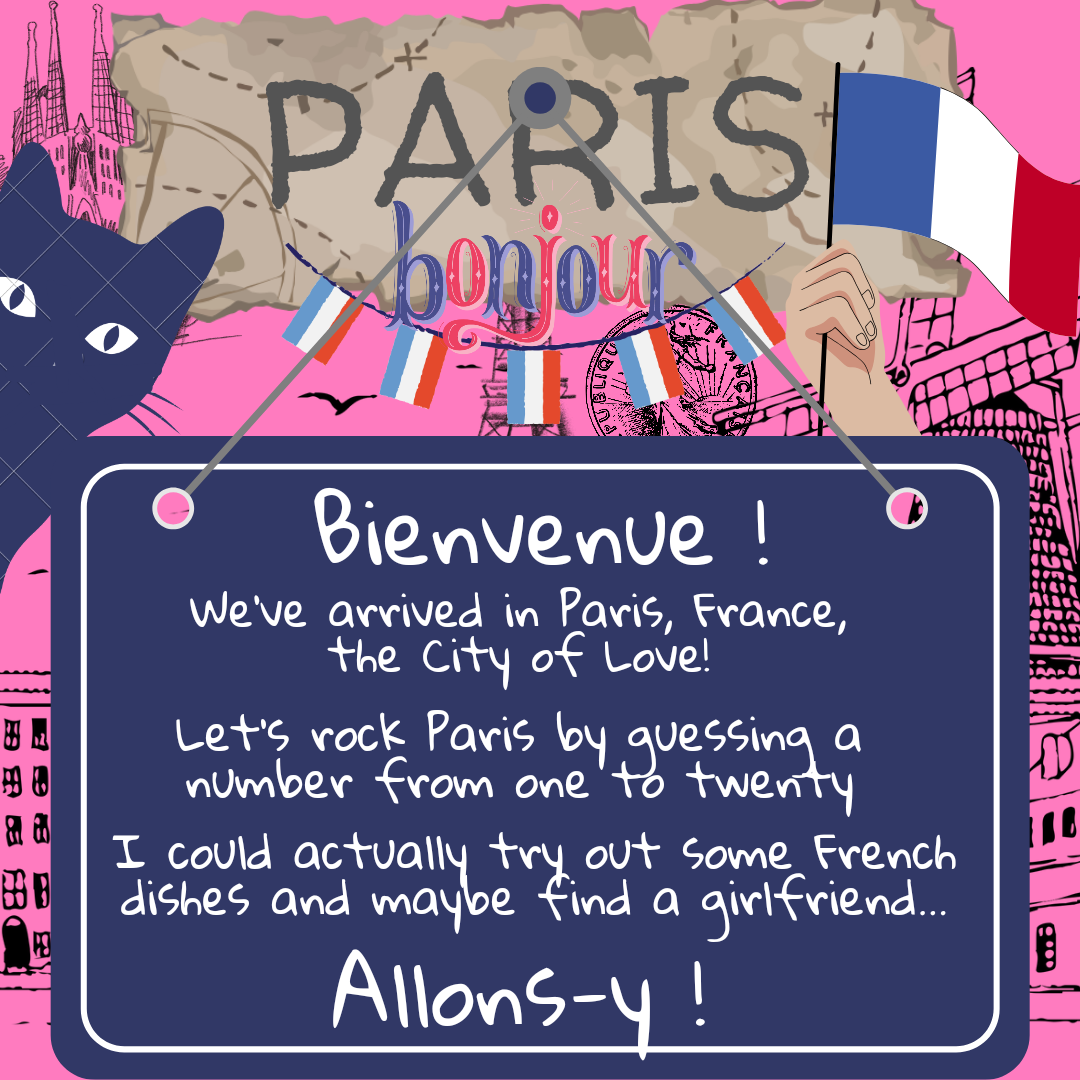 PARIS
bonjour
Bienvenue !
We've arrived in Paris, France,
the City of Love!
Let's rock Paris by guessing a
number from one to twenty
I could actually try out some French
dishes and maybe find a girlfriend...
Allons-y !